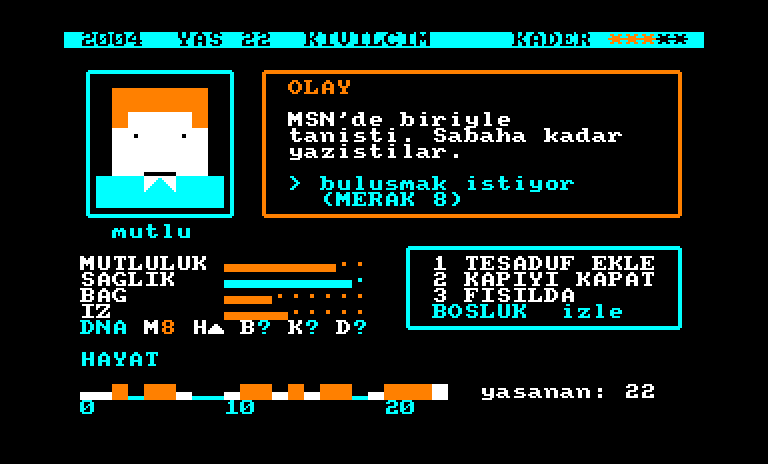 2004 YAS 22 KIVILCIM KADER *****
OLAY
MSN'de biriyle
tanisti. Sabaha kadar
yazistilar.
> bulusmak istiyor
(MERAK 8)
mutlu
MUTLULUK
SAGLIK
BAG
IZ
DNA M8 H▲ B? K? D?
1 TESADUF EKLE
2 KAPIYI KAPAT
3 FISILDA
BOSLUK izle
HAYAT
yasanan: 22
0 10 20